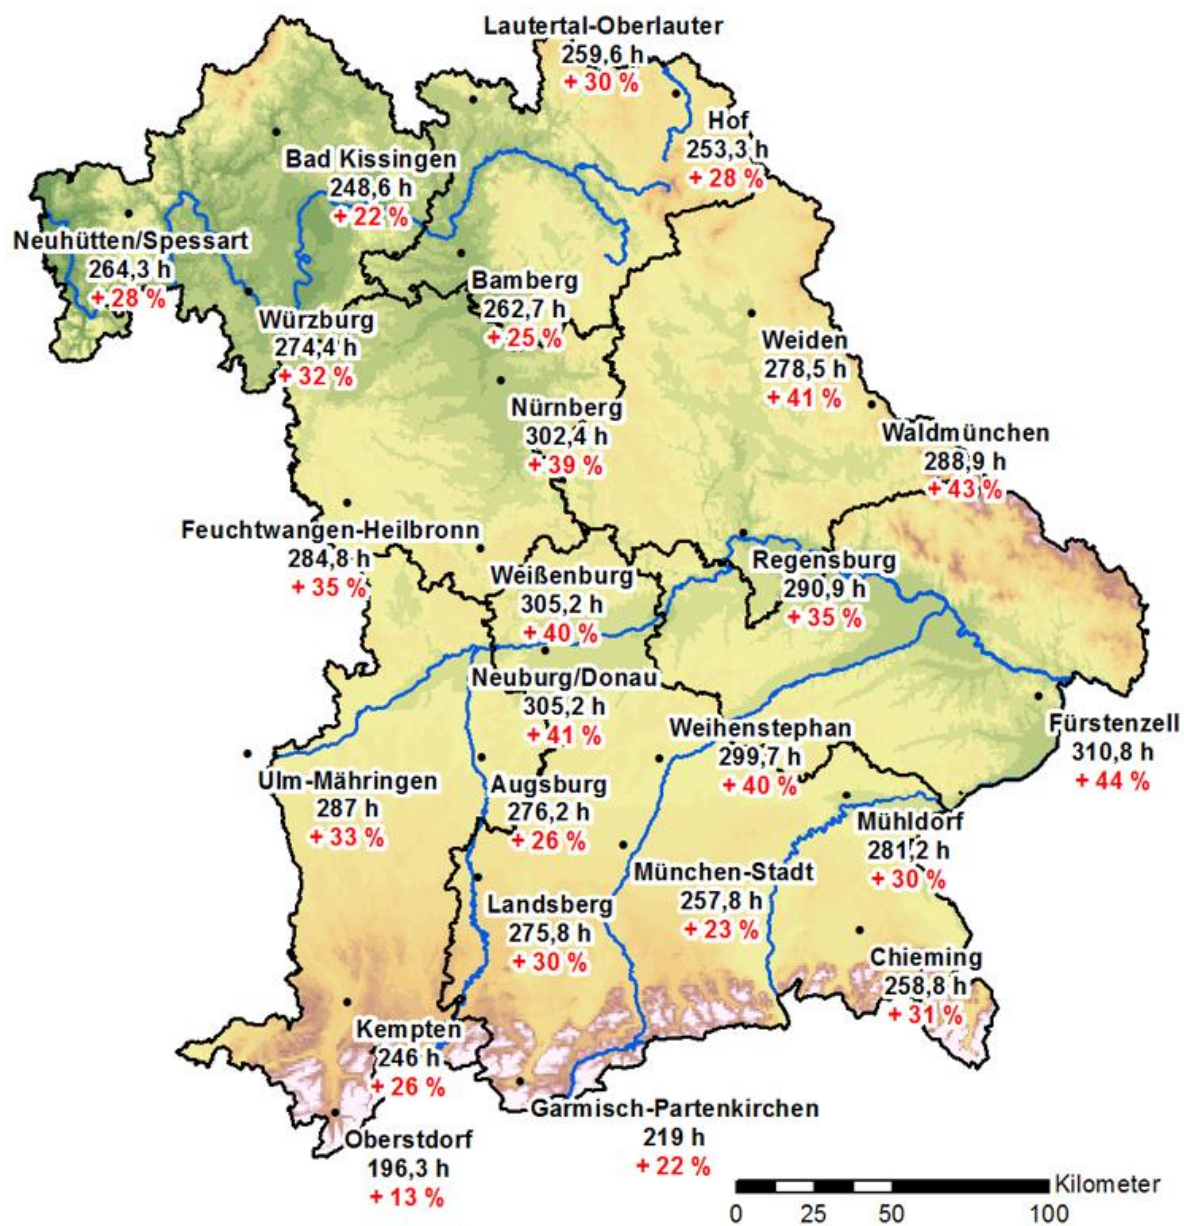 Lautertal-Oberlauter
259,6 h
+ 30 %
Hof
253,3 h
+ 28 %
Bad Kissingen
248,6 h
+ 22 %
Neuhütten/Spessart
264,3 h
+ 28 %
Bamberg
262,7 h
+ 25 %
Würzburg
274,4 h
+ 32 %
Weiden
278,5 h
+ 41 %
Nürnberg
302,4 h
+ 39 %
Waldmünchen
288,9 h
+ 43 %
Feuchtwangen-Heilbronn
284,8 h
+ 35 %
Weißenburg
305,2 h
+ 40 %
Regensburg
290,9 h
+ 35 %
Neuburg/Donau
305,2 h
+ 41 %
Weihenstephan
299,7 h
+ 40 %
Fürstenzell
310,8 h
+ 44 %
Ulm-Mähringen
287 h
+ 33 %
Augsburg
276,2 h
+ 26 %
Mühldorf
281,2 h
+ 30 %
München-Stadt
257,8 h
+ 23 %
Landsberg
275,8 h
+ 30 %
Chieming
258,8 h
+ 31 %
Kempten
246 h
+ 26 %
Garmisch-Partenkirchen
219 h
+ 22 %
Oberstdorf
196,3 h
+ 13 %
Kilometer
0 25 50 100